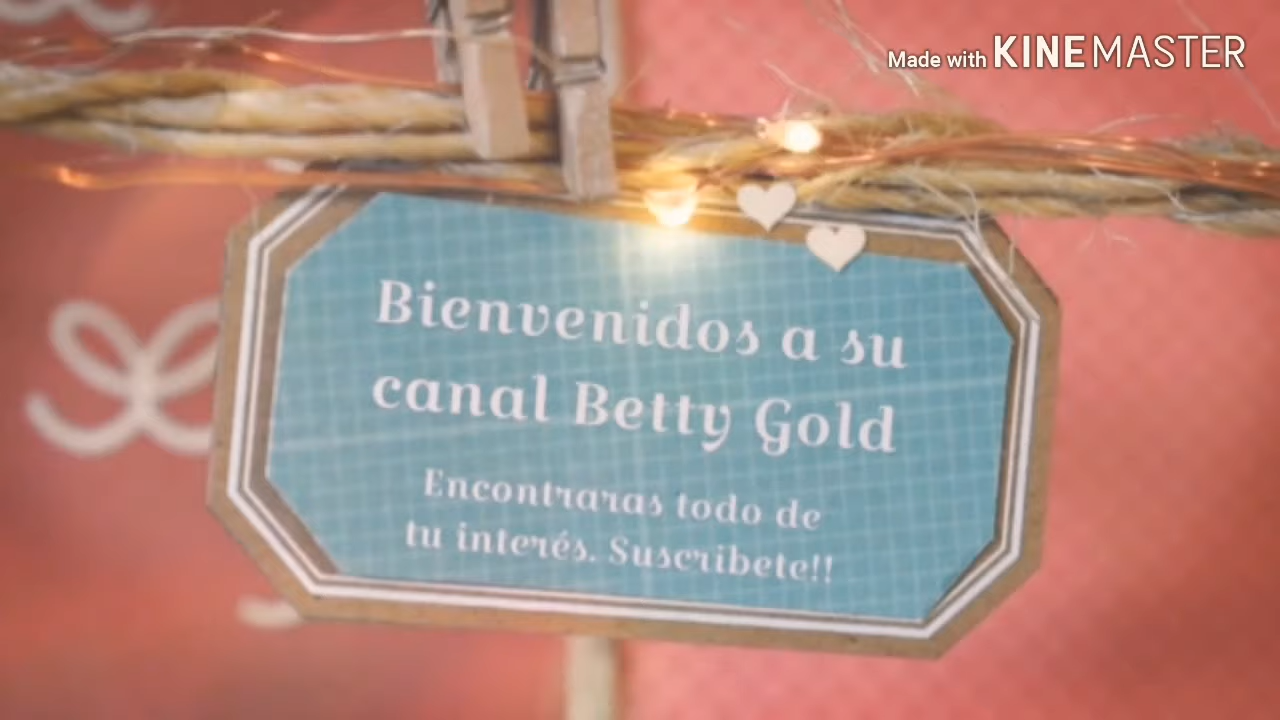 Made with KINEMASTER
Bienvenidos a su
canal Betty Gold
Encontraras todo de
tu interés. Suscribete!!